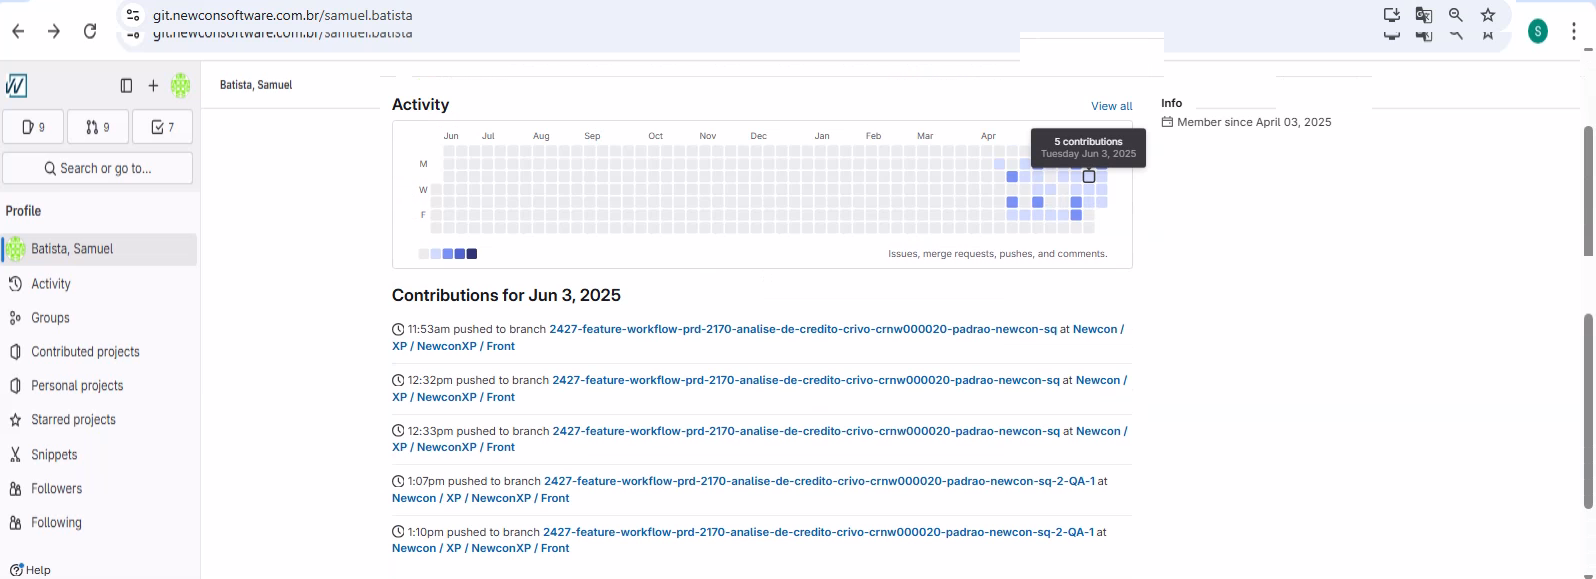 git.newconsoftware.com.br/samuel.batista
git.newconsoftware.com.br/samuel.batista
S
Batista, Samuel
9
9
7
Search or go to...
Profile
Batista, Samuel
Activity
Groups
Contributed projects
Personal projects
Starred projects
Snippets
Followers
Following
Help
Activity
View all
Jun Jul Aug Sep Oct Nov Dec Jan Feb Mar Apr
M
W
F
5 contributions
Tuesday Jun 3, 2025
Issues, merge requests, pushes, and comments.
Contributions for Jun 3, 2025
11:53am pushed to branch 2427-feature-workflow-prd-2170-analise-de-credito-crivo-crnw000020-padrao-newcon-sq at Newcon /
XP / NewconXP / Front
12:32pm pushed to branch 2427-feature-workflow-prd-2170-analise-de-credito-crivo-crnw000020-padrao-newcon-sq at Newcon /
XP / NewconXP / Front
12:33pm pushed to branch 2427-feature-workflow-prd-2170-analise-de-credito-crivo-crnw000020-padrao-newcon-sq at Newcon /
XP / NewconXP / Front
1:07pm pushed to branch 2427-feature-workflow-prd-2170-analise-de-credito-crivo-crnw000020-padrao-newcon-sq-2-QA-1 at
Newcon / XP / NewconXP / Front
1:10pm pushed to branch 2427-feature-workflow-prd-2170-analise-de-credito-crivo-crnw000020-padrao-newcon-sq-2-QA-1 at
Newcon / XP / NewconXP / Front
Info
Member since April 03, 2025